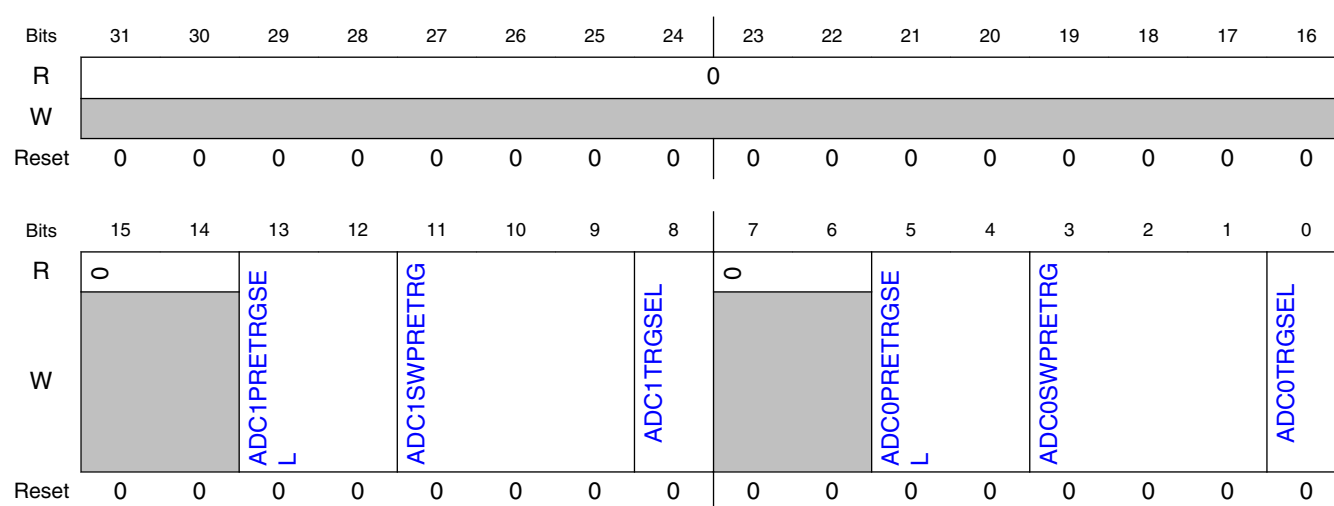 Bits 31 30 29 28 27 26 25 24 23 22 21 20 19 18 17 16
R 0
W
Reset 0 0 0 0 0 0 0 0 0 0 0 0 0 0 0 0
Bits 15 14 13 12 11 10 9 8 7 6 5 4 3 2 1 0
R 0 0
W
ADC1PRETRGSE
L
ADC1SWPRETRG
ADC1TRGSEL
ADC0PRETRGSE
L
ADC0SWPRETRG
ADC0TRGSEL
Reset 0 0 0 0 0 0 0 0 0 0 0 0 0 0 0 0